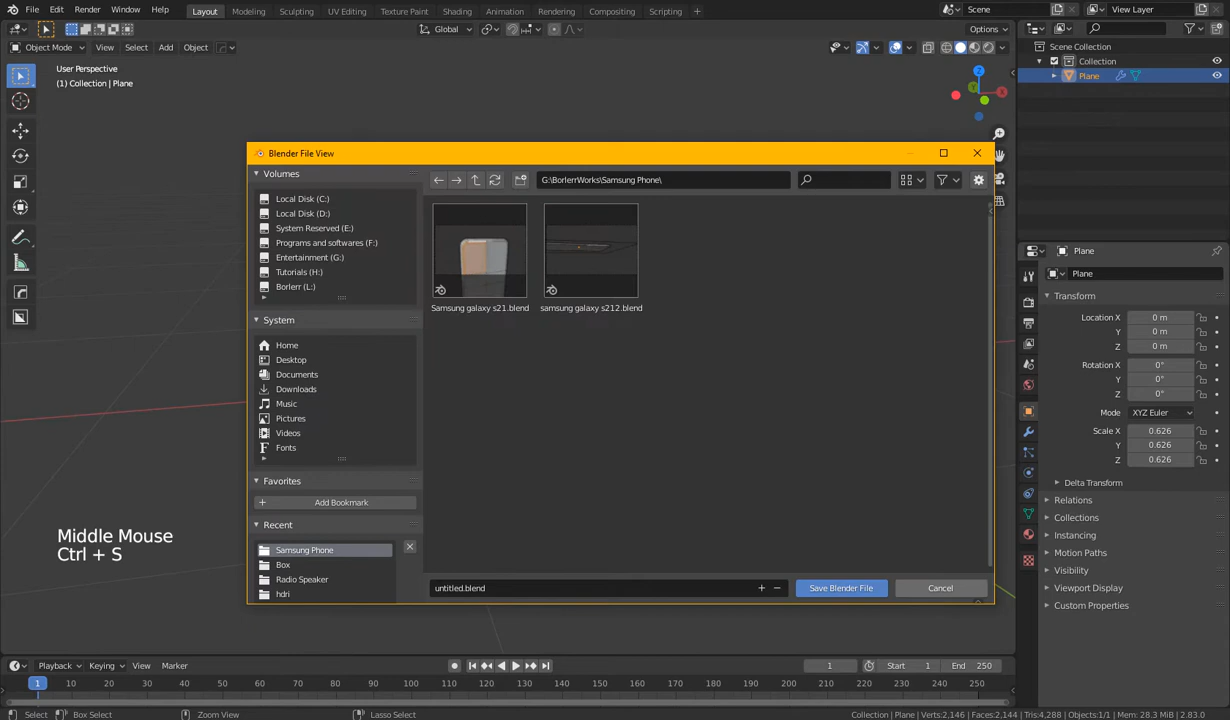 File Edit Render Window Help Layout Modeling Sculpting UV Editing Texture Paint Shading Animation Rendering Compositing Scripting + Scene View Layer
Global Options
Object Mode View Select Add Object
User Perspective
(1) Collection | Plane
Scene Collection
Collection
Plane
Z
X
Y
Blender File View
Volumes
Local Disk (C:)
Local Disk (D:)
System Reserved (E:)
Programs and softwares (F:)
Entertainment (G:)
Tutorials (H:)
Borlerr (L:)
System
Home
Desktop
Documents
Downloads
Music
Pictures
Videos
Fonts
Favorites
Add Bookmark
Recent
Samsung Phone
Box
Radio Speaker
hdri
G:\BorlerrWorks\Samsung Phone\
Samsung galaxy s21.blend
samsung galaxy s212.blend
untitled.blend
Save Blender File
Cancel
Middle Mouse
Ctrl + S
Plane
Plane
Transform
Location X 0 m
Y 0 m
Z 0 m
Rotation X 0°
Y 0°
Z 0°
Mode XYZ Euler
Scale X 0.626
Y 0.626
Z 0.626
Delta Transform
Relations
Collections
Instancing
Motion Paths
Visibility
Viewport Display
Custom Properties
Playback Keying View Marker 1 Start 1 End 250
1 10 20 30 40 50 60 70 80 90 100 110 120 130 140 150 160 170 180 190 200 210 220 230 240 250
Select Box Select Zoom View Lasso Select Collection | Plane | Verts:2,146 | Faces:2,144 | Tris:4,288 | Objects:1/1 | Mem: 28.3 MiB | 2.83.0